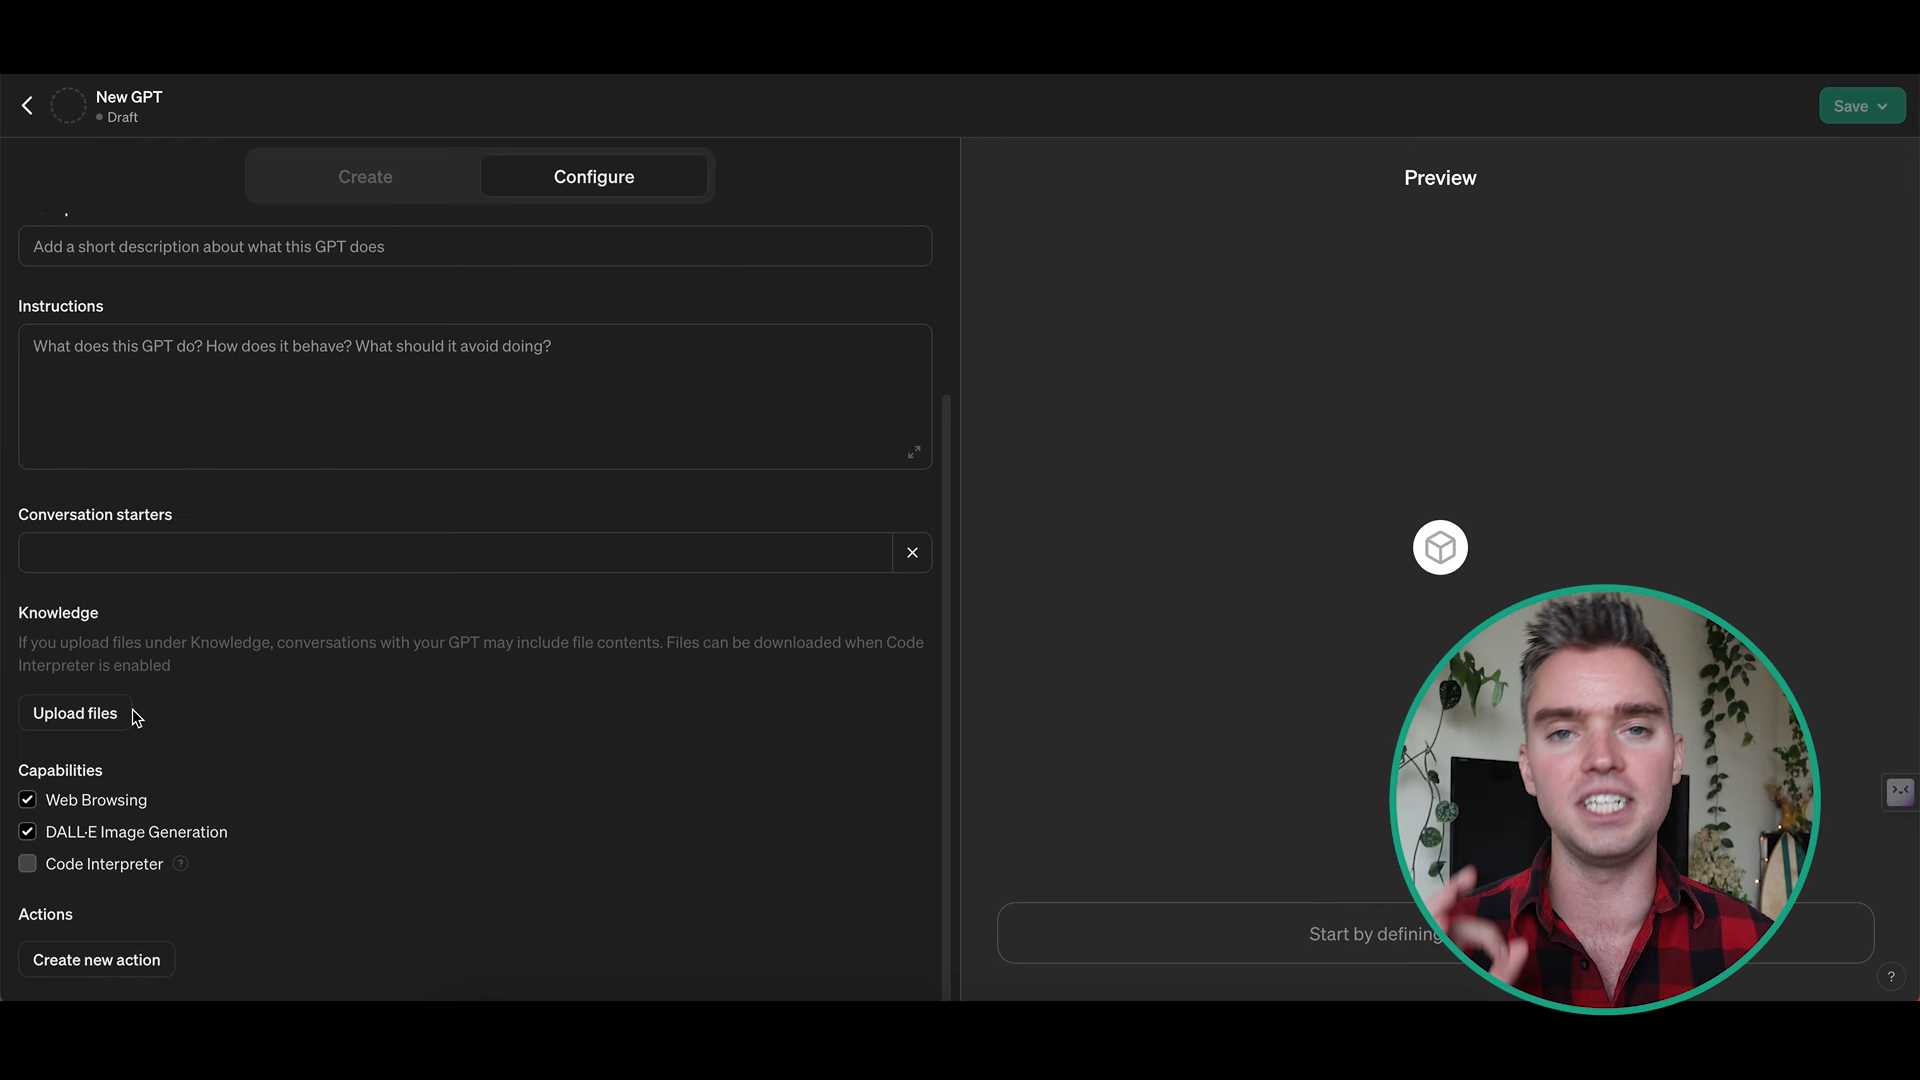 New GPT
Draft
Save
Create
Configure
Preview
Add a short description about what this GPT does
Instructions
What does this GPT do? How does it behave? What should it avoid doing?
Conversation starters
Knowledge
If you upload files under Knowledge, conversations with your GPT may include file contents. Files can be downloaded when Code
Interpreter is enabled
Upload files
Capabilities
Web Browsing
DALL·E Image Generation
Code Interpreter ?
Actions
Create new action
Start by defining
?